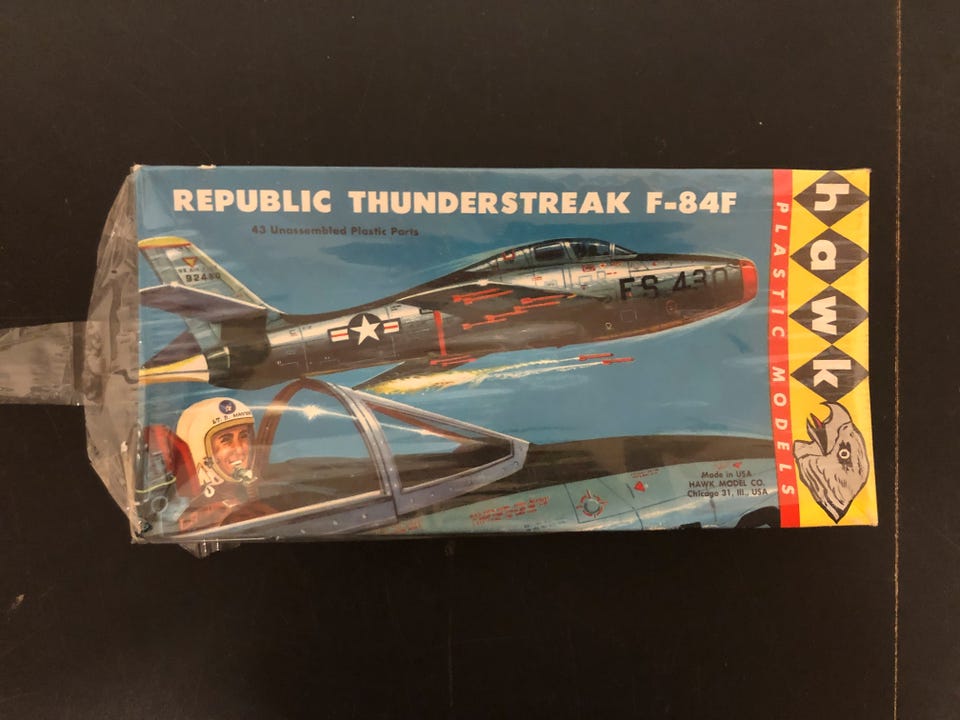 REPUBLIC THUNDERSTREAK F-84F
43 Unassembled Plastic Parts
92430
FS 430
hawk
PLASTIC MODELS
Made in USA
HAWK MODEL CO.
Chicago 31, Ill., USA